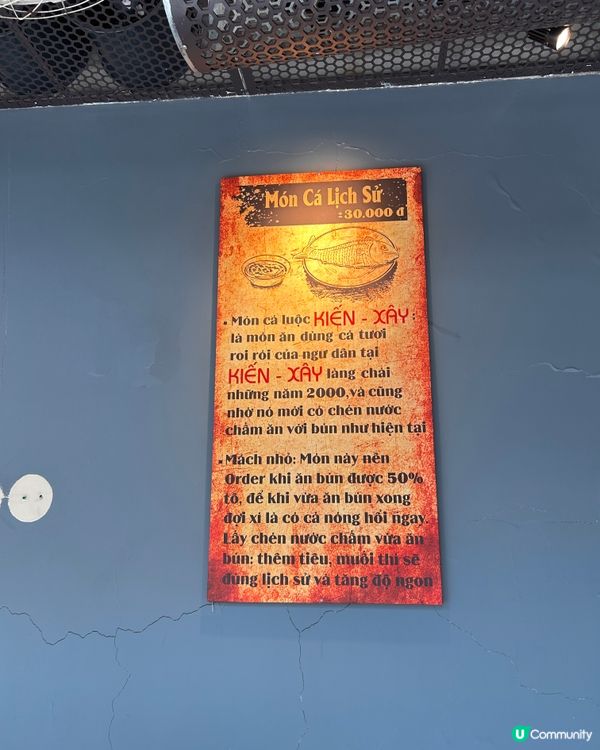 Món Cá Lịch Sử
:30.000 đ
• Món cá luộc KIẾN - XÂY:
là món ăn dùng cá tươi
roi rói của ngư dân tại
KIẾN - XÂY làng chài
những năm 2000, và cũng
nhờ nó mới có chén nước
chấm ăn với bún như hiện tại
• Mách nhỏ: Món này nên
Order khi ăn bún được 50%
tô, để khi vừa ăn bún xong
đợi xí là có cá nóng hổi ngay.
Lấy chén nước chấm vừa ăn
bún: thêm tiêu, muối thì sẽ
đúng lịch sử và tăng độ ngon
U Community